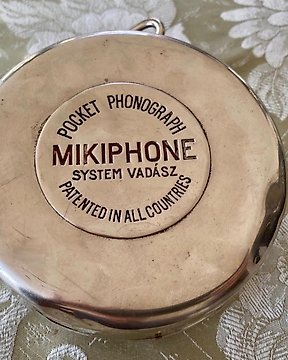 POCKET PHONOGRAPH
MIKIPHONE
SYSTEM VADÁSZ
PATENTED IN ALL COUNTRIES